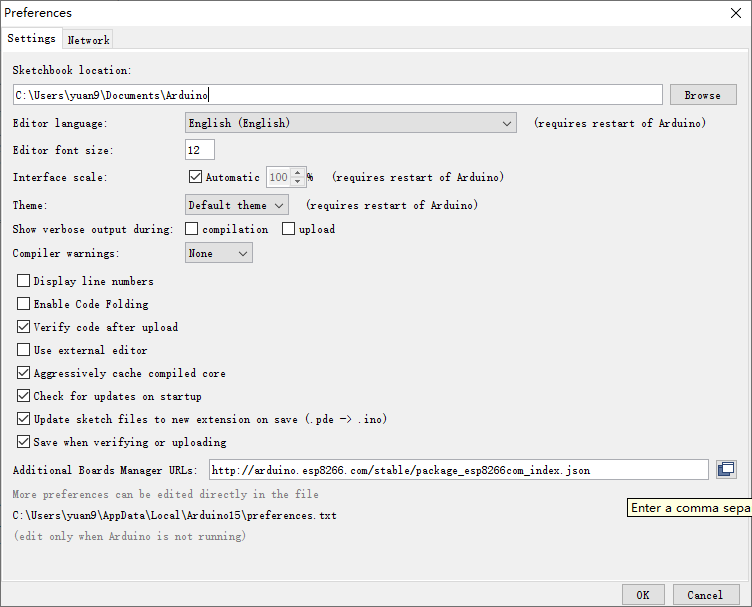 Preferences
Settings Network
Sketchbook location:
C:\Users\yuan9\Documents\Arduino Browse
Editor language: English (English) (requires restart of Arduino)
Editor font size: 12
Interface scale: Automatic 100 % (requires restart of Arduino)
Theme: Default theme (requires restart of Arduino)
Show verbose output during: compilation upload
Compiler warnings: None
Display line numbers
Enable Code Folding
Verify code after upload
Use external editor
Aggressively cache compiled core
Check for updates on startup
Update sketch files to new extension on save (.pde -> .ino)
Save when verifying or uploading
Additional Boards Manager URLs: http://arduino.esp8266.com/stable/package_esp8266com_index.json
More preferences can be edited directly in the file
Enter a comma sepa
C:\Users\yuan9\AppData\Local\Arduino15\preferences.txt
(edit only when Arduino is not running)
OK Cancel